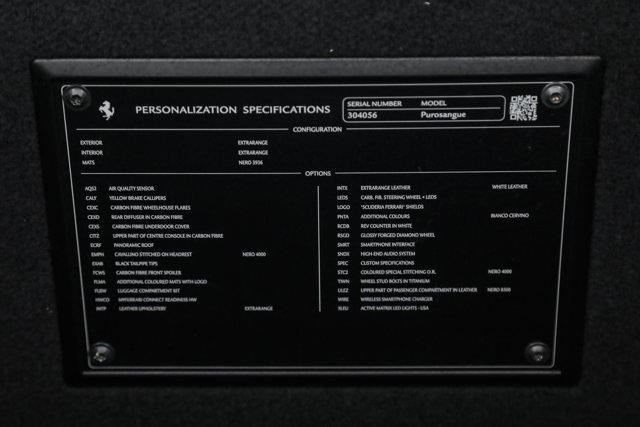 PERSONALIZATION SPECIFICATIONS
SERIAL NUMBER MODEL
304056 Purosangue
CONFIGURATION
EXTERIOR EXTRARANGE
INTERIOR EXTRARANGE
MATS NERO 3936
OPTIONS
AQS2 AIR QUALITY SENSOR
CALY YELLOW BRAKE CALLIPERS
CEXC CARBON FIBRE WHEELHOUSE FLARES
CEXD REAR DIFFUSER IN CARBON FIBRE
CEXS CARBON FIBRE UNDERDOOR COVER
CITZ UPPER PART OF CENTRE CONSOLE IN CARBON FIBRE
ECRF PANORAMIC ROOF
EMPH CAVALLINO STITCHED ON HEADREST NERO 4000
EXHB BLACK TAILPIPE TIPS
FCWS CARBON FIBRE FRONT SPOILER
FLMA ADDITIONAL COLOURED MATS WITH LOGO
LUGGAGE COMPARTMENT KIT
HWCO MYFERRARI CONNECT READINESS HW
INTP LEATHER UPHOLSTERY EXTRARANGE
INTX EXTRARANGE LEATHER WHITE LEATHER
LEDS CARB. FIB. STEERING WHEEL + LEDS
LOGO "SCUDERIA FERRARI" SHIELDS
PNTA ADDITIONAL COLOURS BIANCO CERVINO
RCDB REV COUNTER IN WHITE
RSGD GLOSSY FORGED DIAMOND WHEEL
SMRT SMARTPHONE INTERFACE
SNDX HIGH-END AUDIO SYSTEM
SPEC CUSTOM SPECIFICATIONS
STC2 COLOURED SPECIAL STITCHING O.R. NERO 4000
TIWN WHEEL STUD BOLTS IN TITANIUM
ULEZ UPPER PART OF PASSENGER COMPARTMENT IN LEATHER NERO 8500
WIRE WIRELESS SMARTPHONE CHARGER
XLEU ACTIVE MATRIX LED LIGHTS - USA